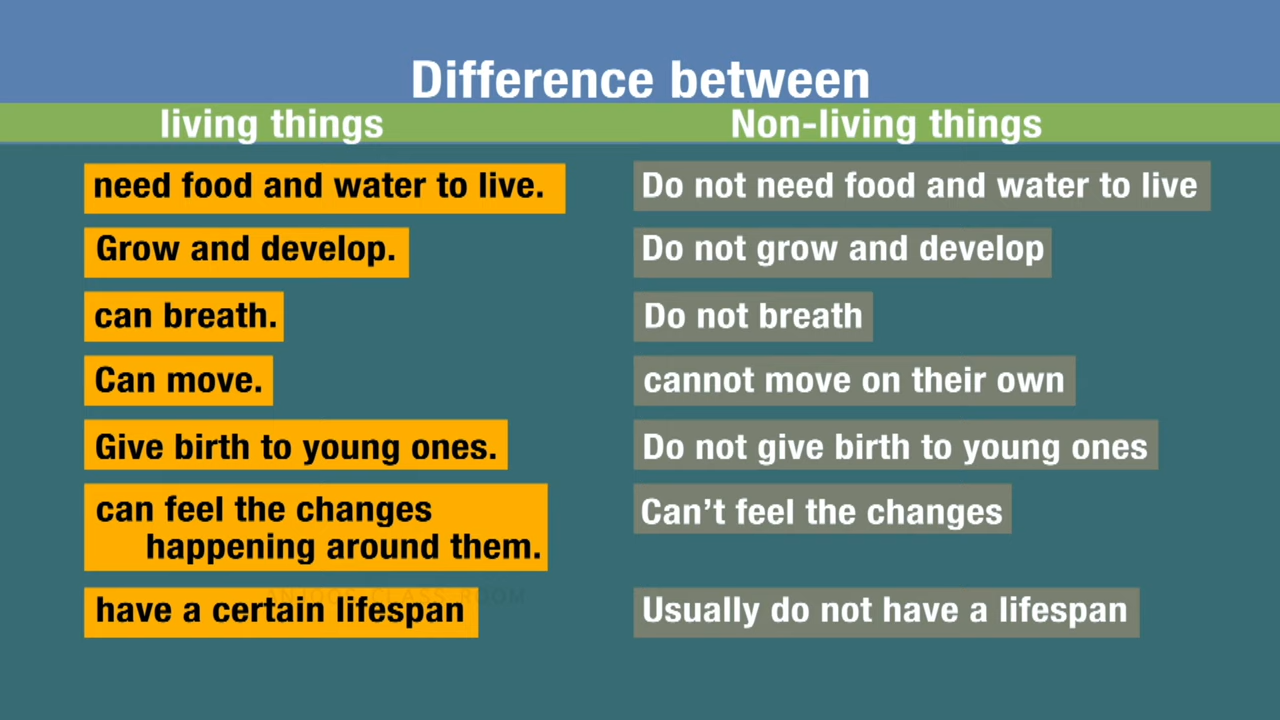 Difference between
living things
Non-living things
need food and water to live.
Do not need food and water to live
Grow and develop.
Do not grow and develop
can breath.
Do not breath
Can move.
cannot move on their own
Give birth to young ones.
Do not give birth to young ones
can feel the changes
happening around them.
Can't feel the changes
have a certain lifespan
Usually do not have a lifespan